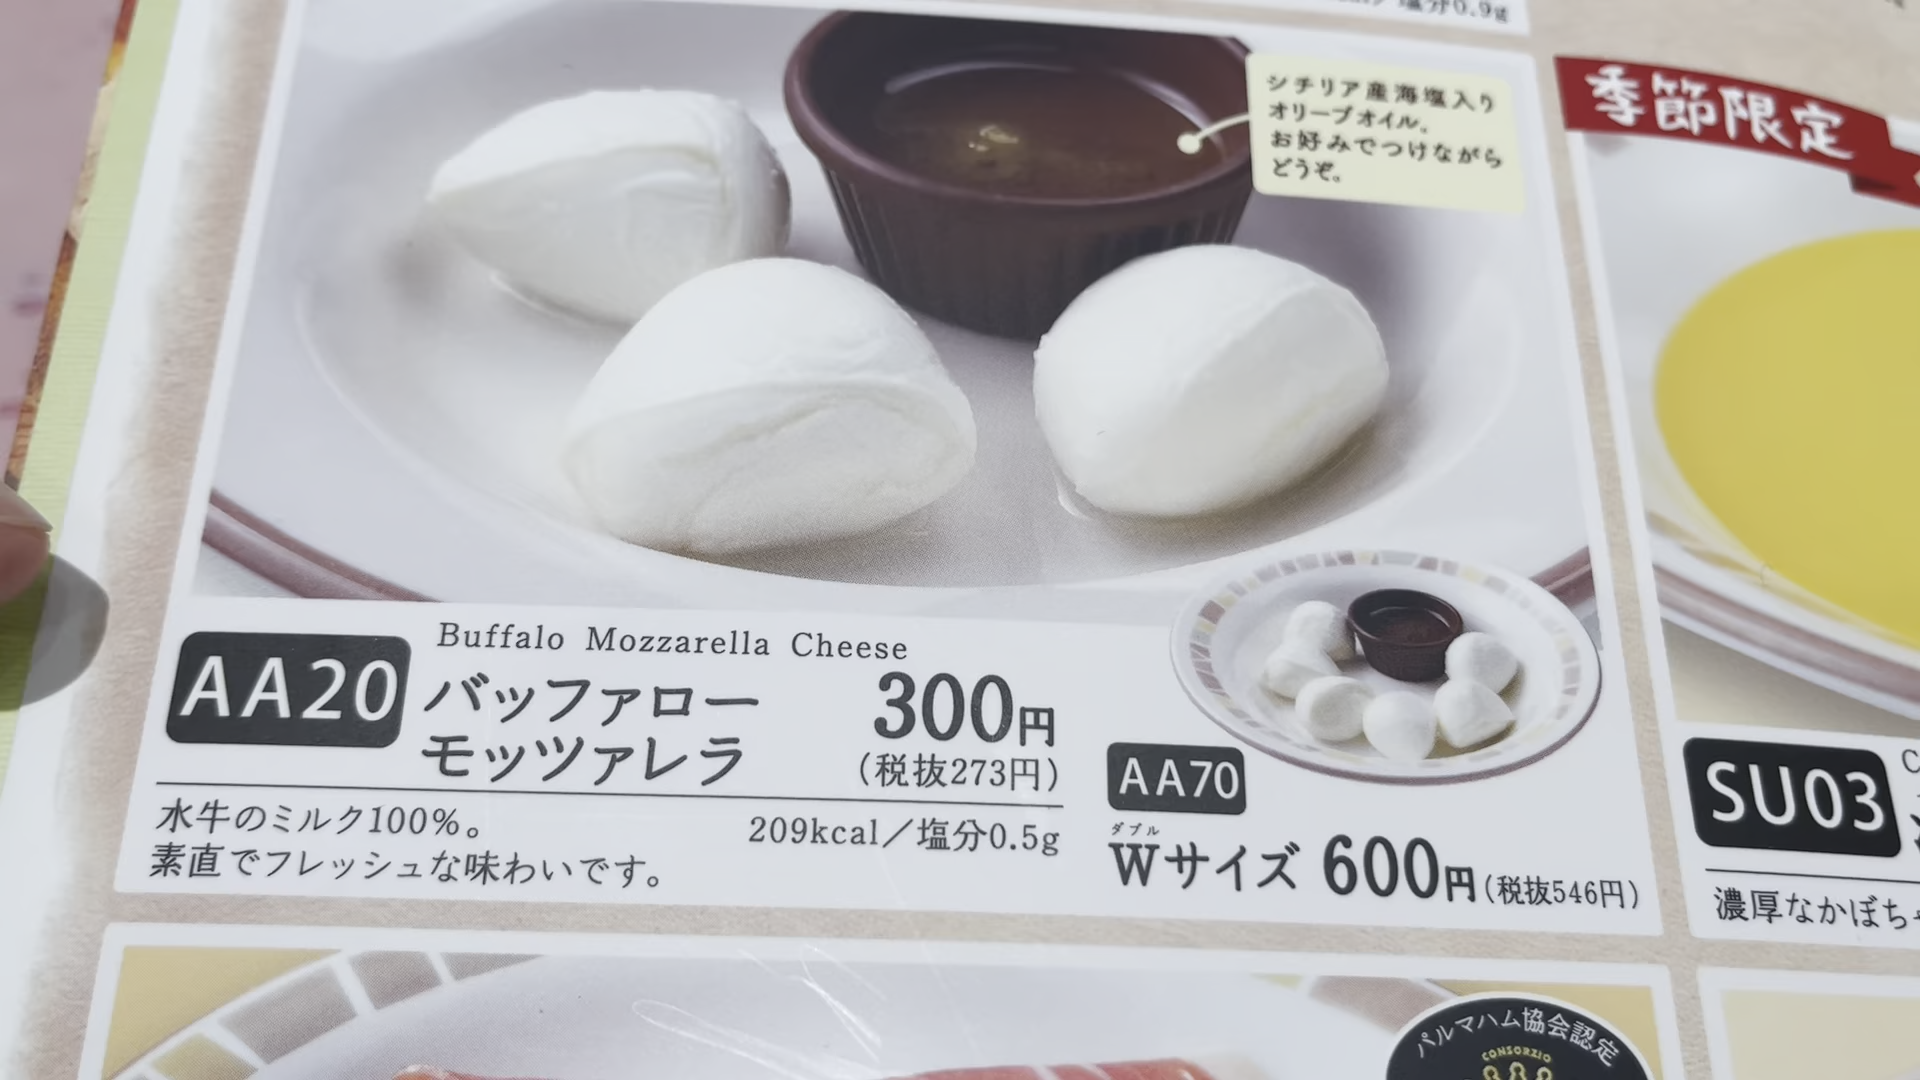 塩分0.9g
シチリア産海塩入り
オリーブオイル。
お好みでつけながら
どうぞ。
季節限定
AA20
Buffalo Mozzarella Cheese
バッファロー
モッツァレラ
300円
(税抜273円)
水牛のミルク100%。
素直でフレッシュな味わいです。
209kcal/塩分0.5g
AA70
ダブル
Wサイズ 600円(税抜546円)
SU03
濃厚なかぼち
パルマハム協会認定
CONSORZIO